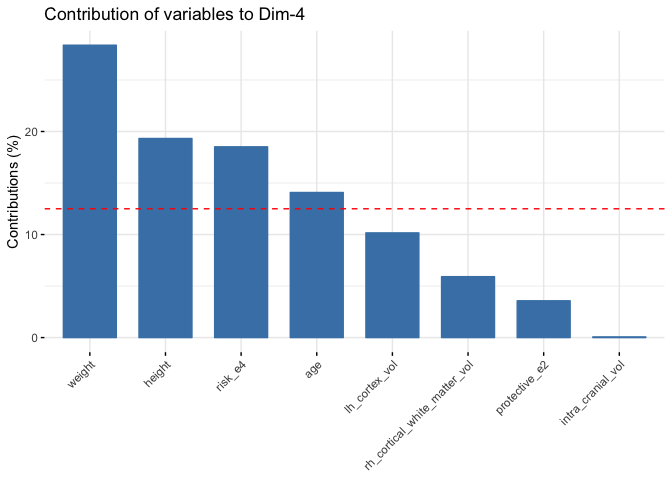 Contribution of variables to Dim-4
Contributions (%)
20
10
0
weight
height
risk_e4
age
lh_cortex_vol
rh_cortical_white_matter_vol
protective_e2
intra_cranial_vol